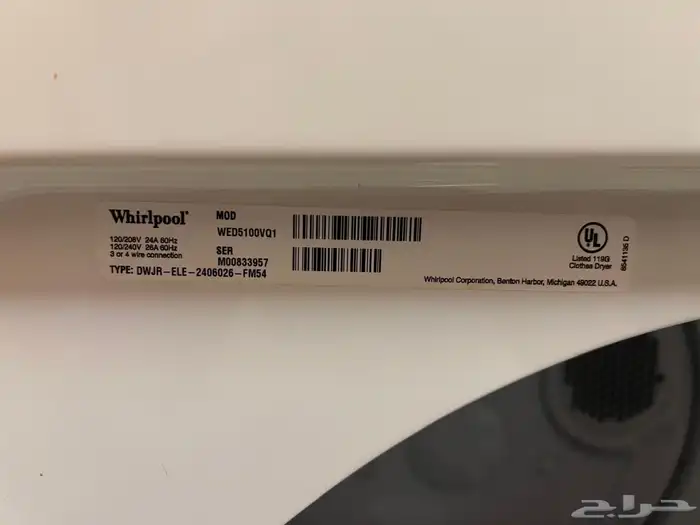 Whirlpool
120/208V 24A 60Hz
120/240V 26A 60Hz
3 or 4 wire connection
MOD
WED5100VQ1
SER
M00833957
TYPE: DWJR-ELE-2406026-FM54
UL
Listed 119G
Clothes Dryer
8541135 D
Whirlpool Corporation, Benton Harbor, Michigan 49022 U.S.A.
حراج